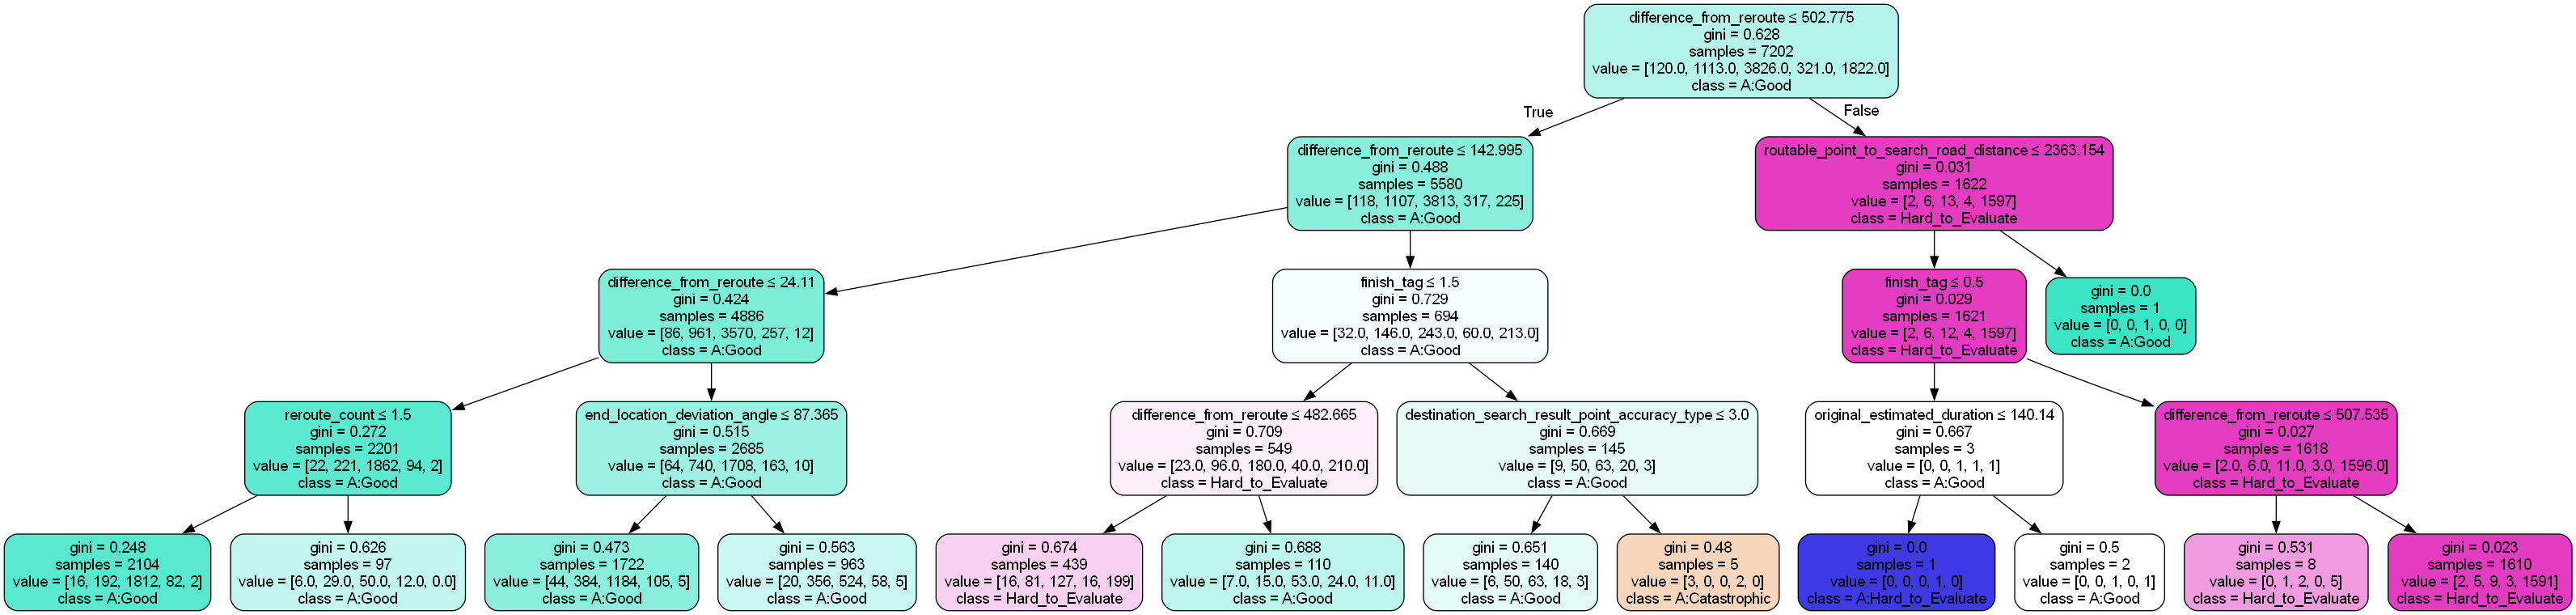 difference_from_reroute ≤ 502.775
gini = 0.628
samples = 7202
value = [120.0, 1113.0, 3826.0, 321.0, 1822.0]
class = A:Good
True
False
difference_from_reroute ≤ 142.995
gini = 0.488
samples = 5580
value = [118, 1107, 3813, 317, 225]
class = A:Good
routable_point_to_search_road_distance ≤ 2363.154
gini = 0.031
samples = 1622
value = [2, 6, 13, 4, 1597]
class = Hard_to_Evaluate
difference_from_reroute ≤ 24.11
gini = 0.424
samples = 4886
value = [86, 961, 3570, 257, 12]
class = A:Good
finish_tag ≤ 1.5
gini = 0.729
samples = 694
value = [32.0, 146.0, 243.0, 60.0, 213.0]
class = A:Good
finish_tag ≤ 0.5
gini = 0.029
samples = 1621
value = [2, 6, 12, 4, 1597]
class = Hard_to_Evaluate
gini = 0.0
samples = 1
value = [0, 0, 1, 0, 0]
class = A:Good
reroute_count ≤ 1.5
gini = 0.272
samples = 2201
value = [22, 221, 1862, 94, 2]
class = A:Good
end_location_deviation_angle ≤ 87.365
gini = 0.515
samples = 2685
value = [64, 740, 1708, 163, 10]
class = A:Good
difference_from_reroute ≤ 482.665
gini = 0.709
samples = 549
value = [23.0, 96.0, 180.0, 40.0, 210.0]
class = Hard_to_Evaluate
destination_search_result_point_accuracy_type ≤ 3.0
gini = 0.669
samples = 145
value = [9, 50, 63, 20, 3]
class = A:Good
original_estimated_duration ≤ 140.14
gini = 0.667
samples = 3
value = [0, 0, 1, 1, 1]
class = A:Good
difference_from_reroute ≤ 507.535
gini = 0.027
samples = 1618
value = [2.0, 6.0, 11.0, 3.0, 1596.0]
class = Hard_to_Evaluate
gini = 0.248
samples = 2104
value = [16, 192, 1812, 82, 2]
class = A:Good
gini = 0.626
samples = 97
value = [6.0, 29.0, 50.0, 12.0, 0.0]
class = A:Good
gini = 0.473
samples = 1722
value = [44, 384, 1184, 105, 5]
class = A:Good
gini = 0.563
samples = 963
value = [20, 356, 524, 58, 5]
class = A:Good
gini = 0.674
samples = 439
value = [16, 81, 127, 16, 199]
class = Hard_to_Evaluate
gini = 0.688
samples = 110
value = [7.0, 15.0, 53.0, 24.0, 11.0]
class = A:Good
gini = 0.651
samples = 140
value = [6, 50, 63, 18, 3]
class = A:Good
gini = 0.48
samples = 5
value = [3, 0, 0, 2, 0]
class = A:Catastrophic
gini = 0.0
samples = 1
value = [0, 0, 0, 1, 0]
class = A:Hard_to_Evaluate
gini = 0.5
samples = 2
value = [0, 0, 1, 0, 1]
class = A:Good
gini = 0.531
samples = 8
value = [0, 1, 2, 0, 5]
class = Hard_to_Evaluate
gini = 0.023
samples = 1610
value = [2, 5, 9, 3, 1591]
class = Hard_to_Evaluate